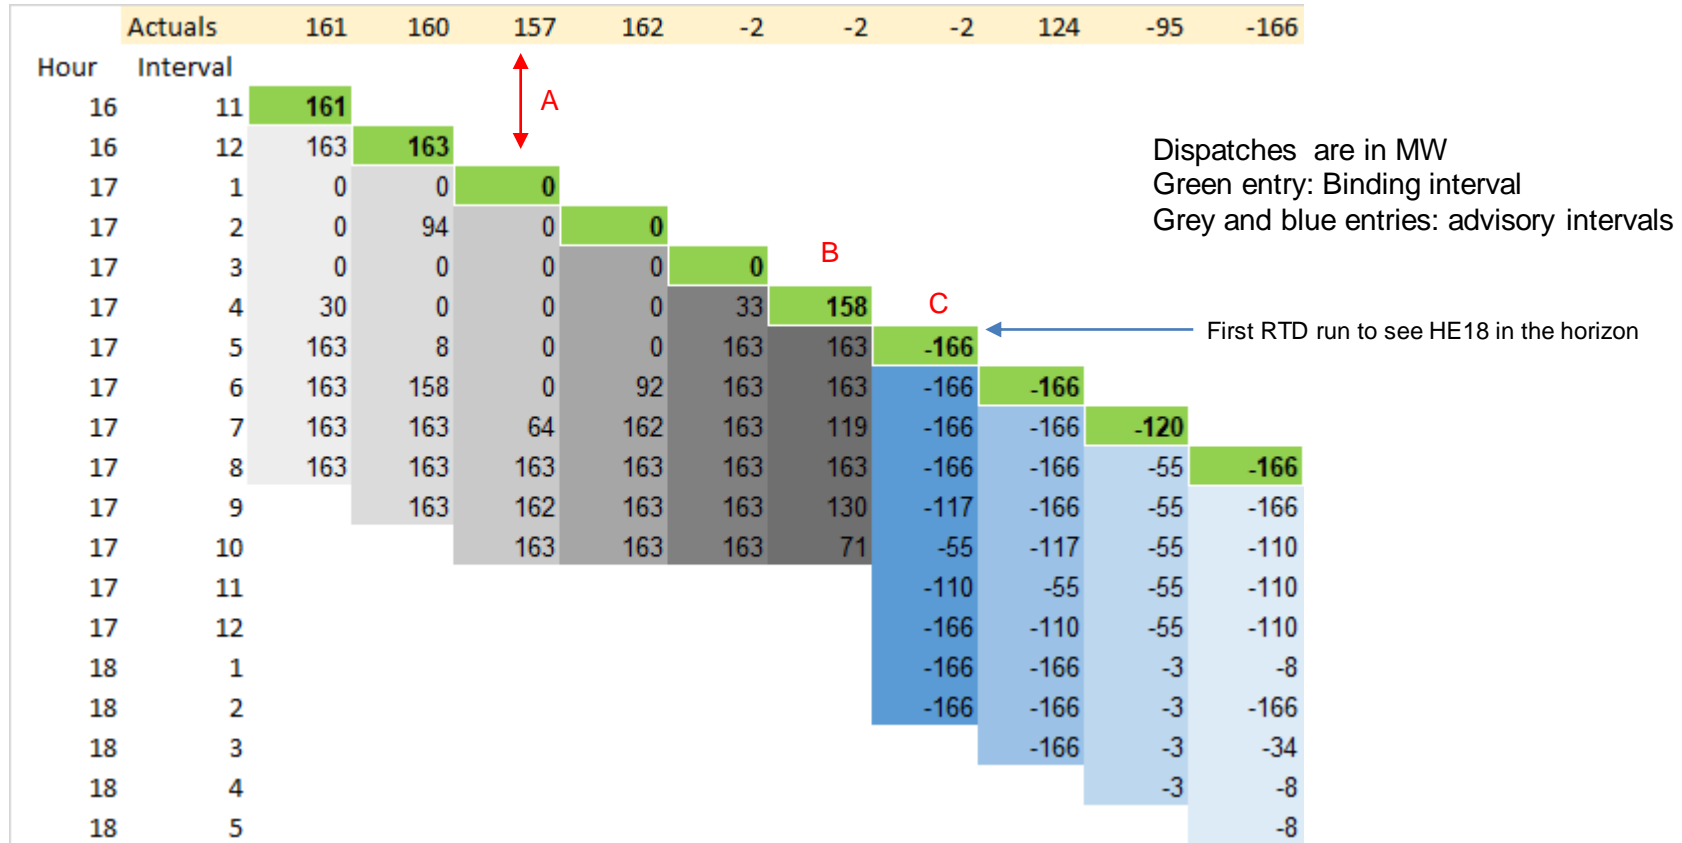 Actuals 161 160 157 162 -2 -2 -2 124 -95 -166
Hour Interval
16 11 161 A
16 12 163 163
17 1 0 0 0
17 2 0 94 0 0
17 3 0 0 0 0 0 B
17 4 30 0 0 0 33 158 C
17 5 163 8 0 0 163 163 -166 First RTD run to see HE18 in the horizon
17 6 163 158 0 92 163 163 -166 -166
17 7 163 163 64 162 163 119 -166 -166 -120
17 8 163 163 163 163 163 163 -166 -166 -55 -166
17 9 163 162 163 163 130 -117 -166 -55 -166
17 10 163 163 163 71 -55 -117 -55 -110
17 11 -110 -55 -55 -110
17 12 -166 -110 -55 -110
18 1 -166 -166 -3 -8
18 2 -166 -166 -3 -166
18 3 -166 -3 -34
18 4 -3 -8
18 5 -8
Dispatches are in MW
Green entry: Binding interval
Grey and blue entries: advisory intervals